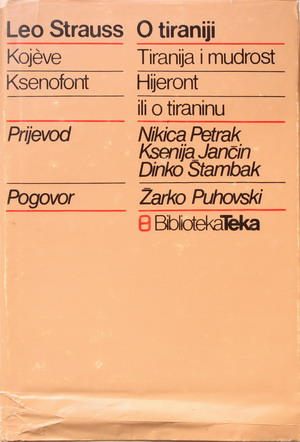 Leo Strauss O tiraniji
Kojève Tiranija i mudrost
Ksenofont Hijeront
ili o tiraninu
Prijevod Nikica Petrak
Ksenija Jančin
Dinko Štambak
Pogovor Žarko Puhovski
BibliotekaTeka